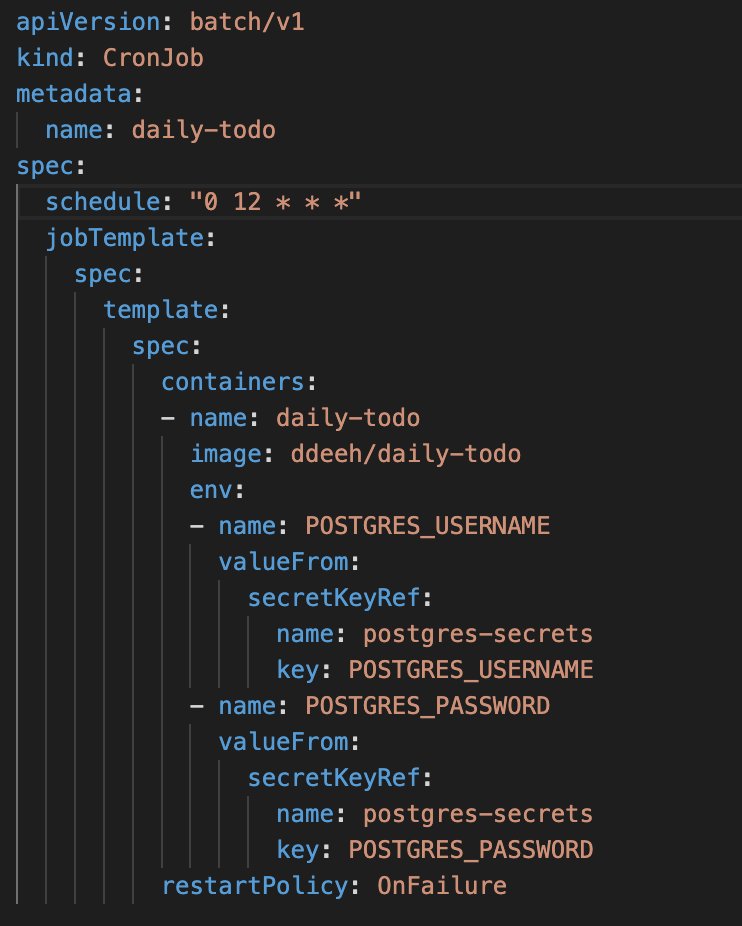 apiVersion: batch/v1
kind: CronJob
metadata:
  name: daily-todo
spec:
  schedule: "0 12 * * *"
  jobTemplate:
    spec:
      template:
        spec:
          containers:
          - name: daily-todo
            image: ddeeh/daily-todo
            env:
            - name: POSTGRES_USERNAME
              valueFrom:
                secretKeyRef:
                  name: postgres-secrets
                  key: POSTGRES_USERNAME
            - name: POSTGRES_PASSWORD
              valueFrom:
                secretKeyRef:
                  name: postgres-secrets
                  key: POSTGRES_PASSWORD
          restartPolicy: OnFailure